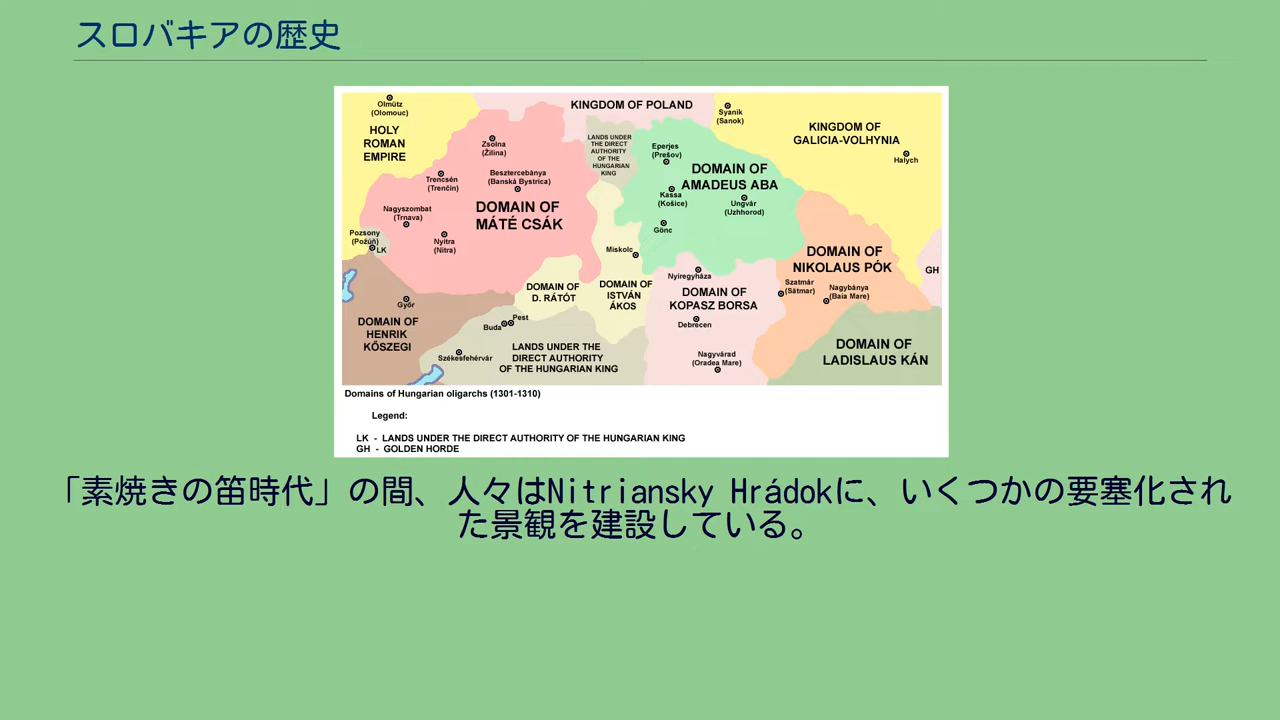 スロバキアの歴史
KINGDOM OF POLAND
Olmütz
(Olomouc)
HOLY
ROMAN
EMPIRE
Syanik
(Sanok)
KINGDOM OF
GALICIA-VOLHYNIA
Halych
LANDS UNDER
THE DIRECT
AUTHORITY
OF THE
HUNGARIAN
KING
Zsolna
(Žilina)
Eperjes
(Prešov)
DOMAIN OF
AMADEUS ABA
Trencsén
(Trenčín)
Besztercebánya
(Banská Bystrica)
Kassa
(Košice)
Ungvár
(Uzhhorod)
Nagyszombat
(Trnava)
DOMAIN OF
MÁTÉ CSÁK
Gönc
Pozsony
(Požúň)
LK
Nyitra
(Nitra)
Miskolc
DOMAIN OF
NIKOLAUS PÓK
GH
Nyíregyháza
Szatmár
(Sätmar)
Nagybánya
(Baia Mare)
DOMAIN OF
D. RÁTÓT
DOMAIN OF
ISTVÁN
ÁKOS
DOMAIN OF
KOPASZ BORSA
Győr
DOMAIN OF
HENRIK
KŐSZEGI
Buda
Pest
Debrecen
Székesfehérvár
LANDS UNDER THE
DIRECT AUTHORITY
OF THE HUNGARIAN KING
Nagyvárad
(Oradea Mare)
DOMAIN OF
LADISLAUS KÁN
Domains of Hungarian oligarchs (1301-1310)
Legend:
LK - LANDS UNDER THE DIRECT AUTHORITY OF THE HUNGARIAN KING
GH - GOLDEN HORDE
「素焼きの笛時代」の間、人々はNitriansky Hrádokに、いくつかの要塞化され
た景観を建設している。